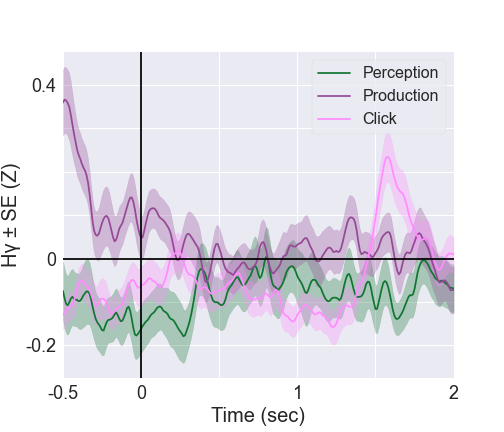 Perception
Production
Click
0.4
0
-0.2
Hγ ± SE (Z)
-0.5
0
1
2
Time (sec)